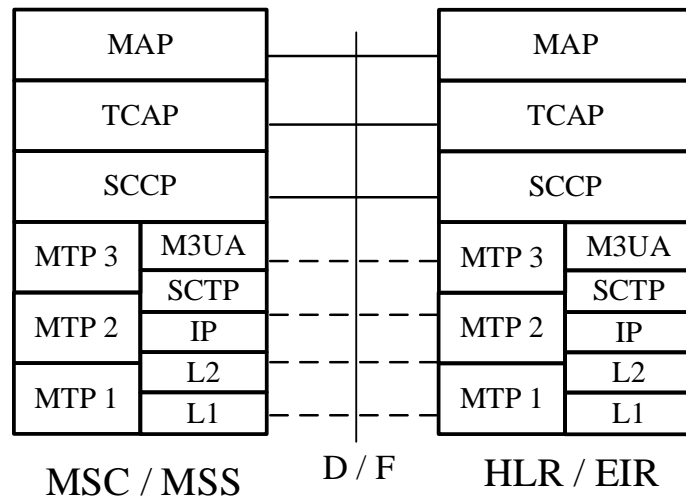 MAP
TCAP
SCCP
MTP 3
M3UA
SCTP
MTP 2
IP
L2
MTP 1
L1
MSC / MSS
D / F
MAP
TCAP
SCCP
MTP 3
M3UA
SCTP
MTP 2
IP
L2
MTP 1
L1
HLR / EIR